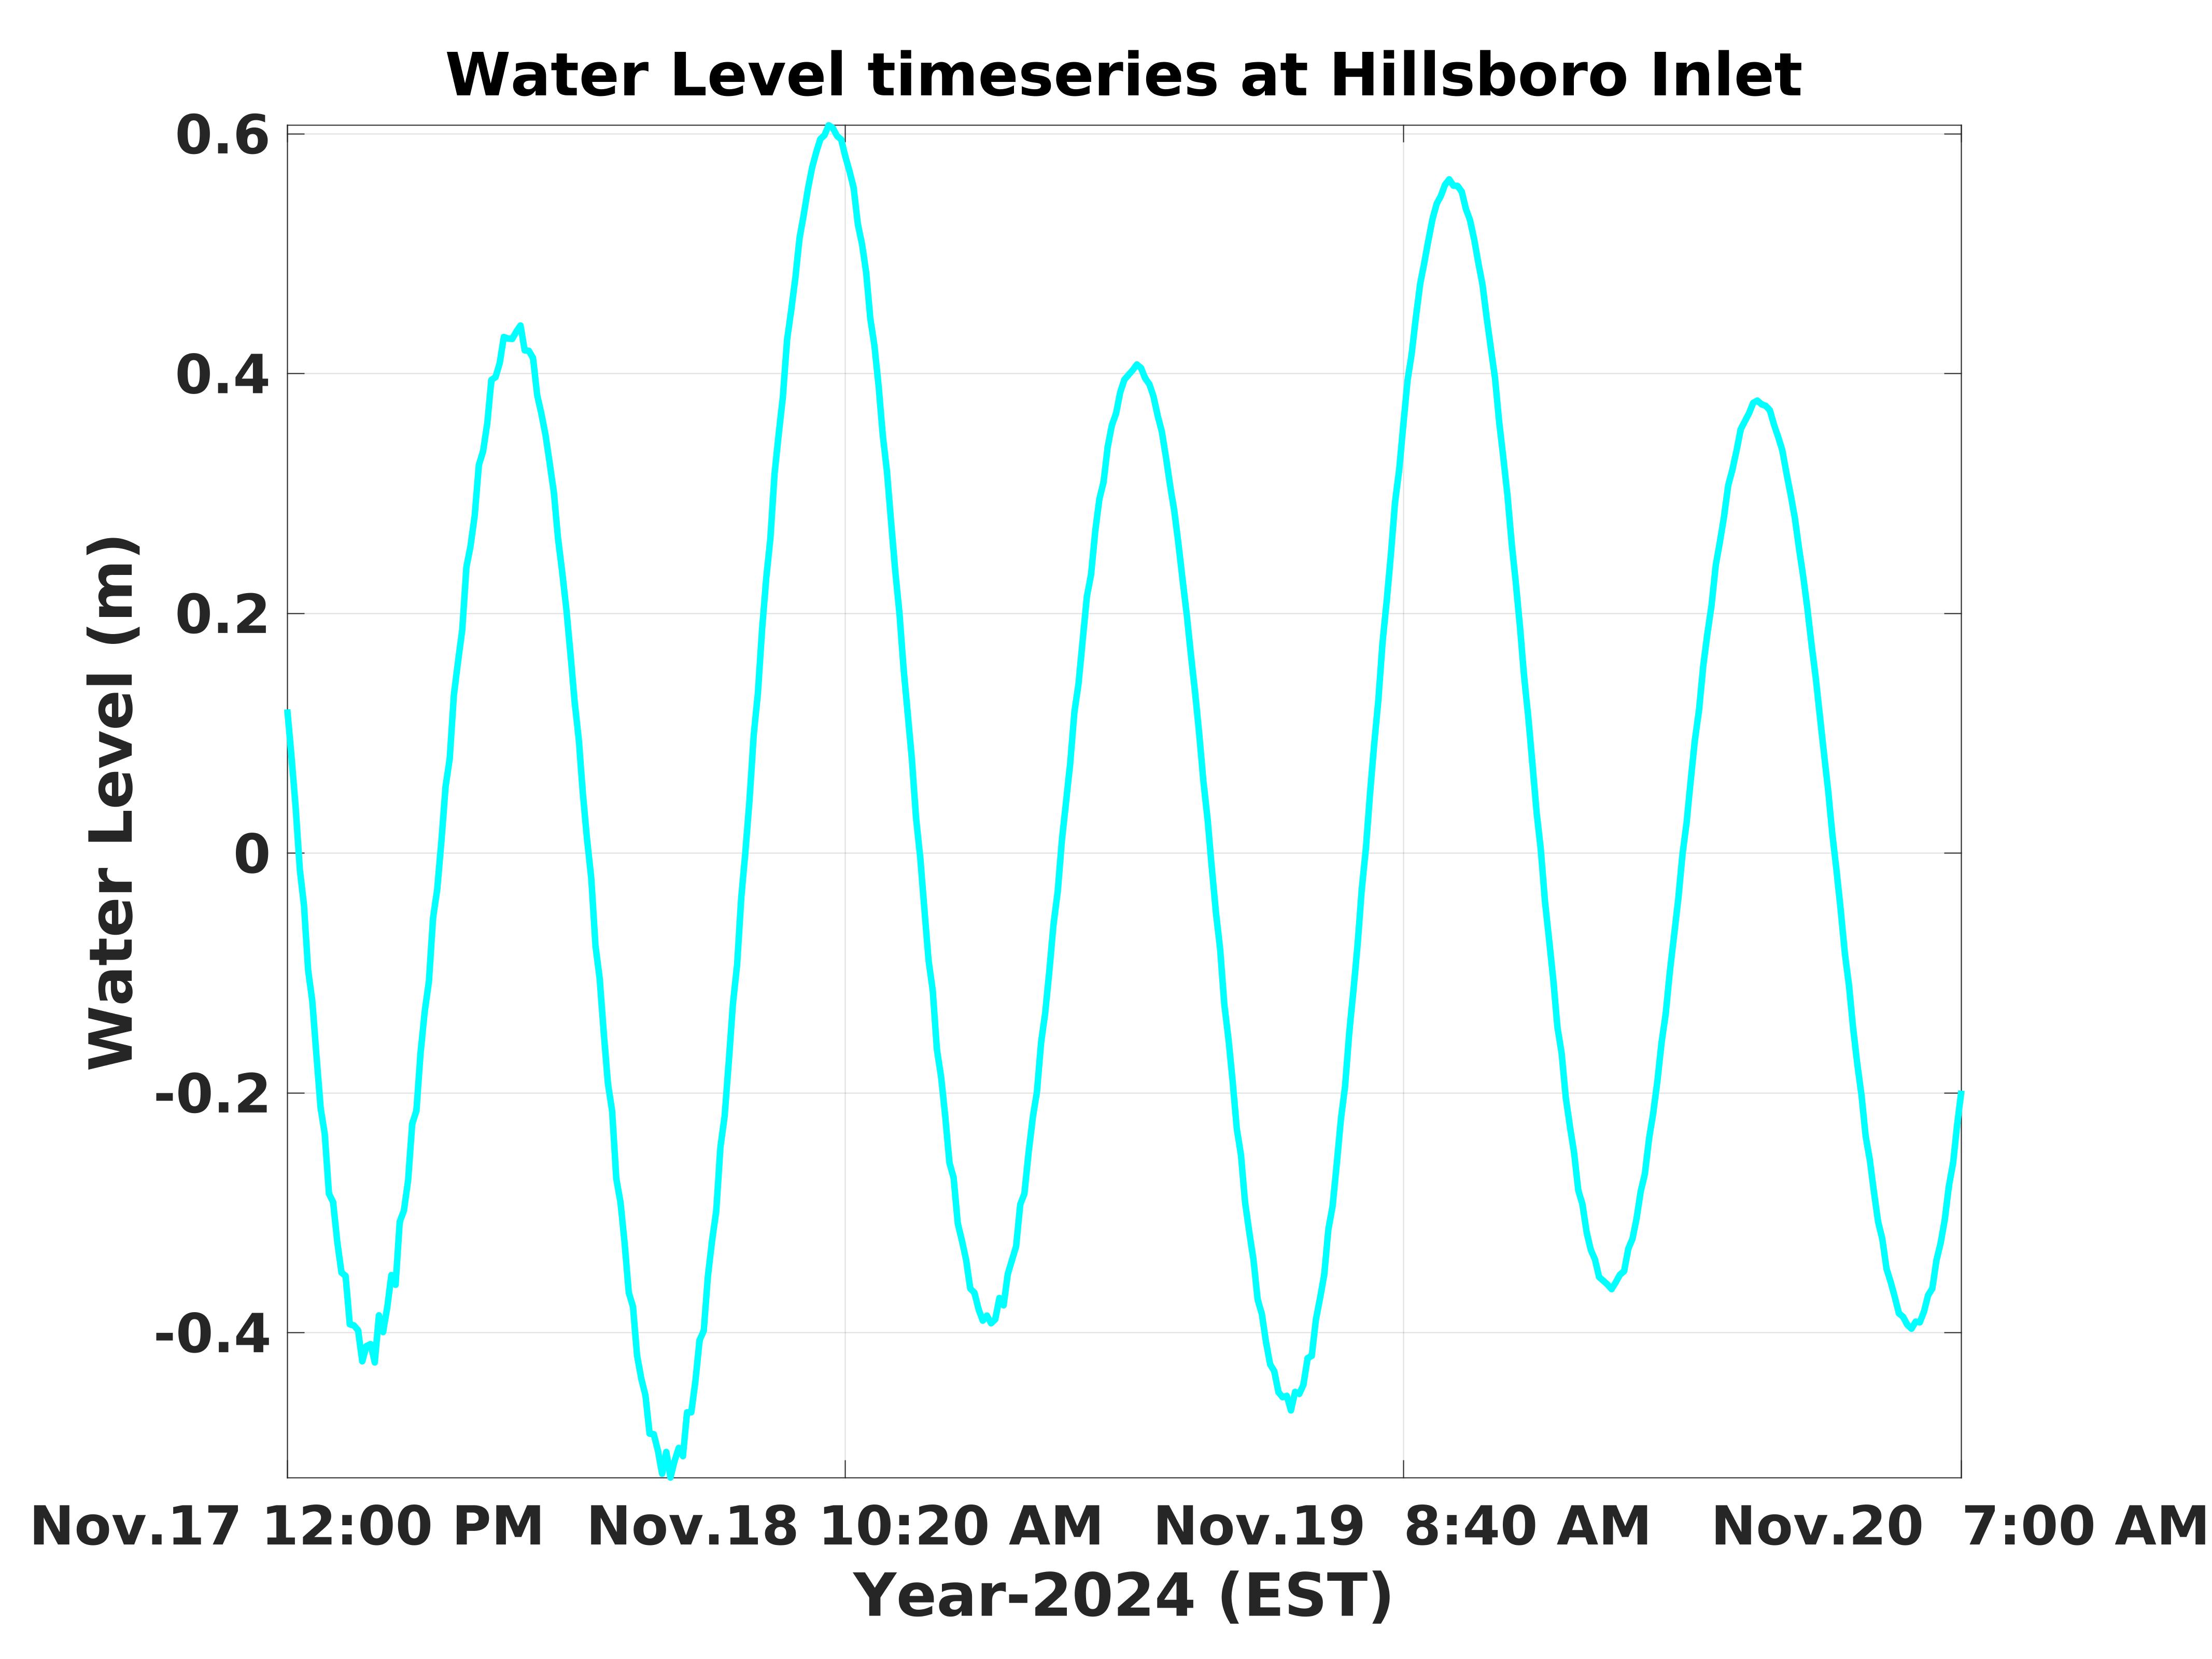 Water Level timeseries at Hillsboro Inlet
0.6
0.4
0.2
0
-0.2
-0.4
Water Level (m)
Nov.17 12:00 PM Nov.18 10:20 AM Nov.19 8:40 AM Nov.20 7:00 AM
Year-2024 (EST)